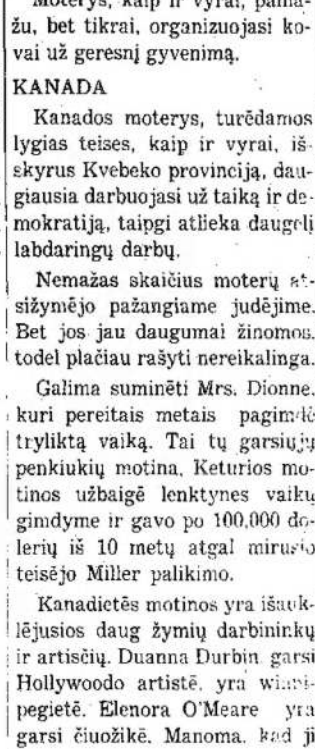 Moterys, kaip ir vyrai, pama-
žu, bet tikrai, organizuojasi ko-
vai už geresnį gyvenimą.
KANADA
Kanados moterys, turėdamos
lygias teises, kaip ir vyrai, iš-
skyrus Kvebeko provinciją, dau-
giausia darbuojasi už taiką ir de-
mokratiją, taipgi atlieka daugelį
labdaringų darbų.
Nemažas skaičius moterų at-
sižymėjo pažangiame judėjime.
Bet jos jau daugumai žinomos,
todel plačiau rašyti nereikalinga.
Galima suminėti Mrs. Dionne,
kuri pereitais metais pagimdė
tryliktą vaiką. Tai tų garsiųjų
penkiukių motina. Keturios mo-
tinos užbaigė lenktynes vaikų
gimdyme ir gavo po 100,000 do-
lerių iš 10 metų atgal mirusio
teisėjo Miller palikimo.
Kanadietės motinos yra išauk-
lėjusios daug žymių darbininkų
ir artisčių. Duanna Durbin, garsi
Hollywoodo artistė, yra winni-
pegietė. Elenora O'Meare yra
garsi čiuožikė. Manoma, kad ji